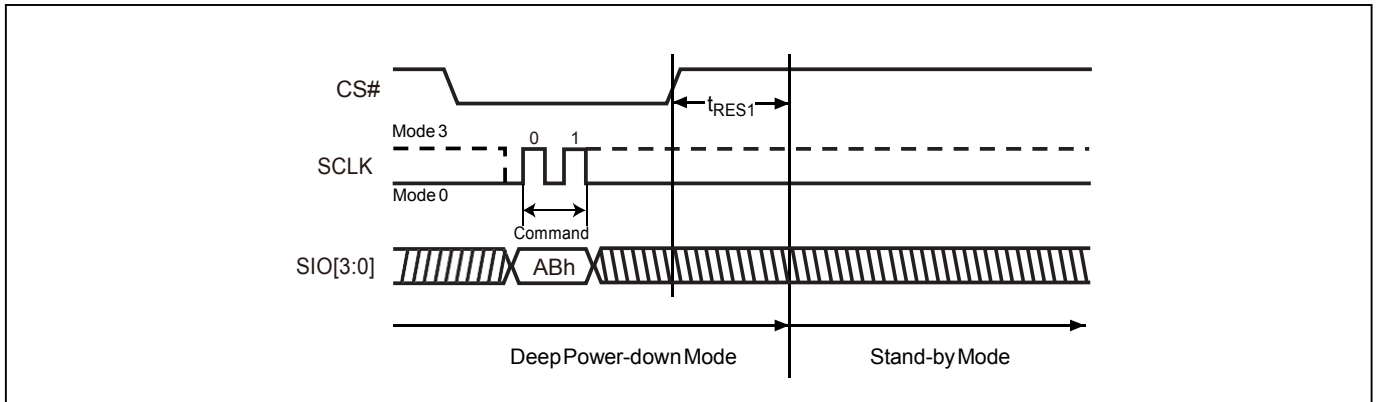 CS#
tRES1
Mode 3
0 1
SCLK
Mode 0
Command
SIO[3:0]
ABh
Deep Power-down Mode
Stand-by Mode